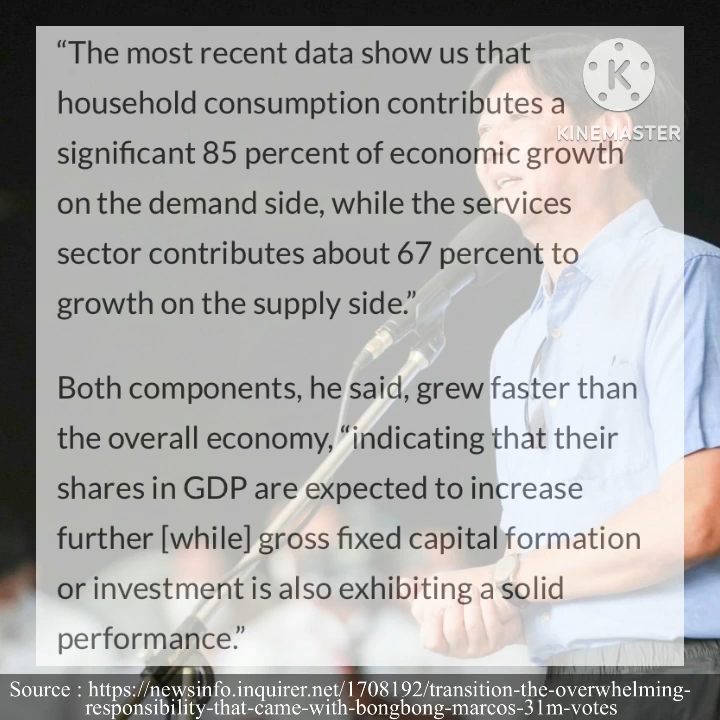 “The most recent data show us that
household consumption contributes a
significant 85 percent of economic growth
on the demand side, while the services
sector contributes about 67 percent to
growth on the supply side.”
Both components, he said, grew faster than
the overall economy, “indicating that their
shares in GDP are expected to increase
further [while] gross fixed capital formation
or investment is also exhibiting a solid
performance.”
K
KINEMASTER
Source : https://newsinfo.inquirer.net/1708192/transition-the-overwhelming-
responsibility-that-came-with-bongbong-marcos-31m-votes